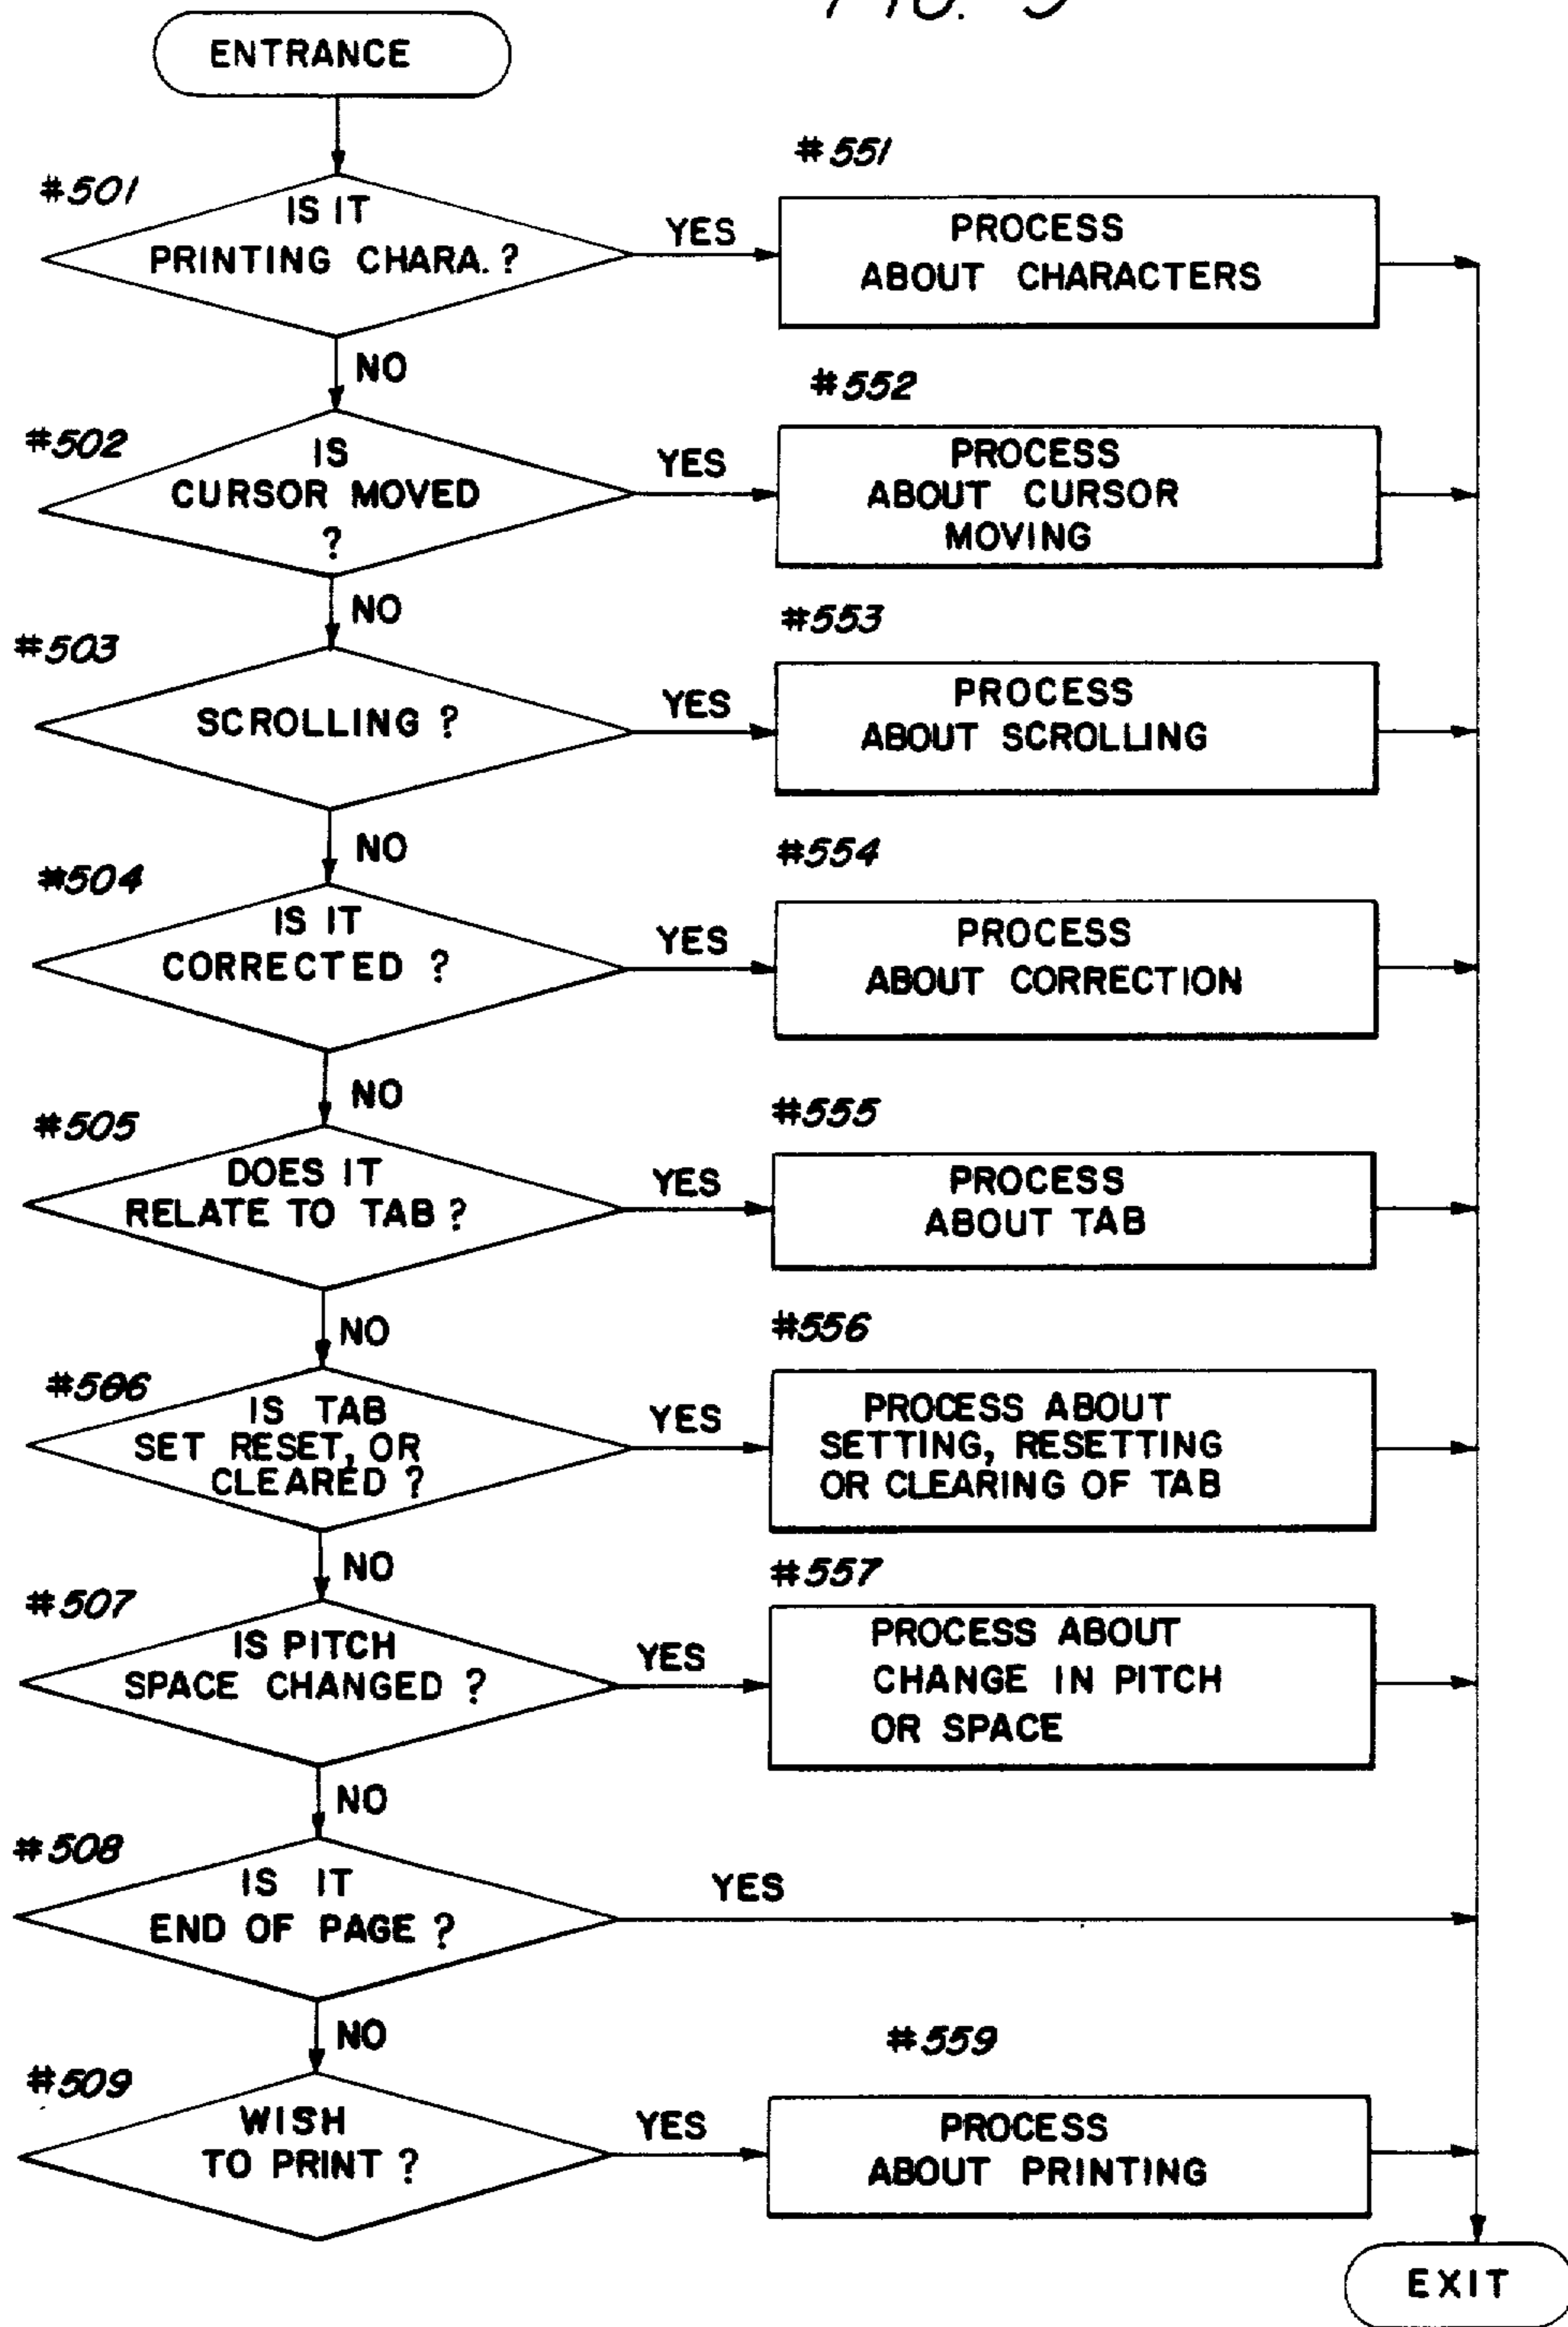 FIG. 5
ENTRANCE
#501
IS IT
PRINTING CHARA. ?
YES
#551
PROCESS
ABOUT CHARACTERS
NO
#502
IS
CURSOR MOVED
?
YES
#552
PROCESS
ABOUT CURSOR
MOVING
NO
#503
SCROLLING ?
YES
#553
PROCESS
ABOUT SCROLLING
NO
#504
IS IT
CORRECTED ?
YES
#554
PROCESS
ABOUT CORRECTION
NO
#505
DOES IT
RELATE TO TAB ?
YES
#555
PROCESS
ABOUT TAB
NO
#506
IS TAB
SET RESET, OR
CLEARED ?
YES
#556
PROCESS ABOUT
SETTING, RESETTING
OR CLEARING OF TAB
NO
#507
IS PITCH
SPACE CHANGED ?
YES
#557
PROCESS ABOUT
CHANGE IN PITCH
OR SPACE
NO
#508
IS IT
END OF PAGE ?
YES
NO
#509
WISH
TO PRINT ?
YES
#559
PROCESS
ABOUT PRINTING
EXIT